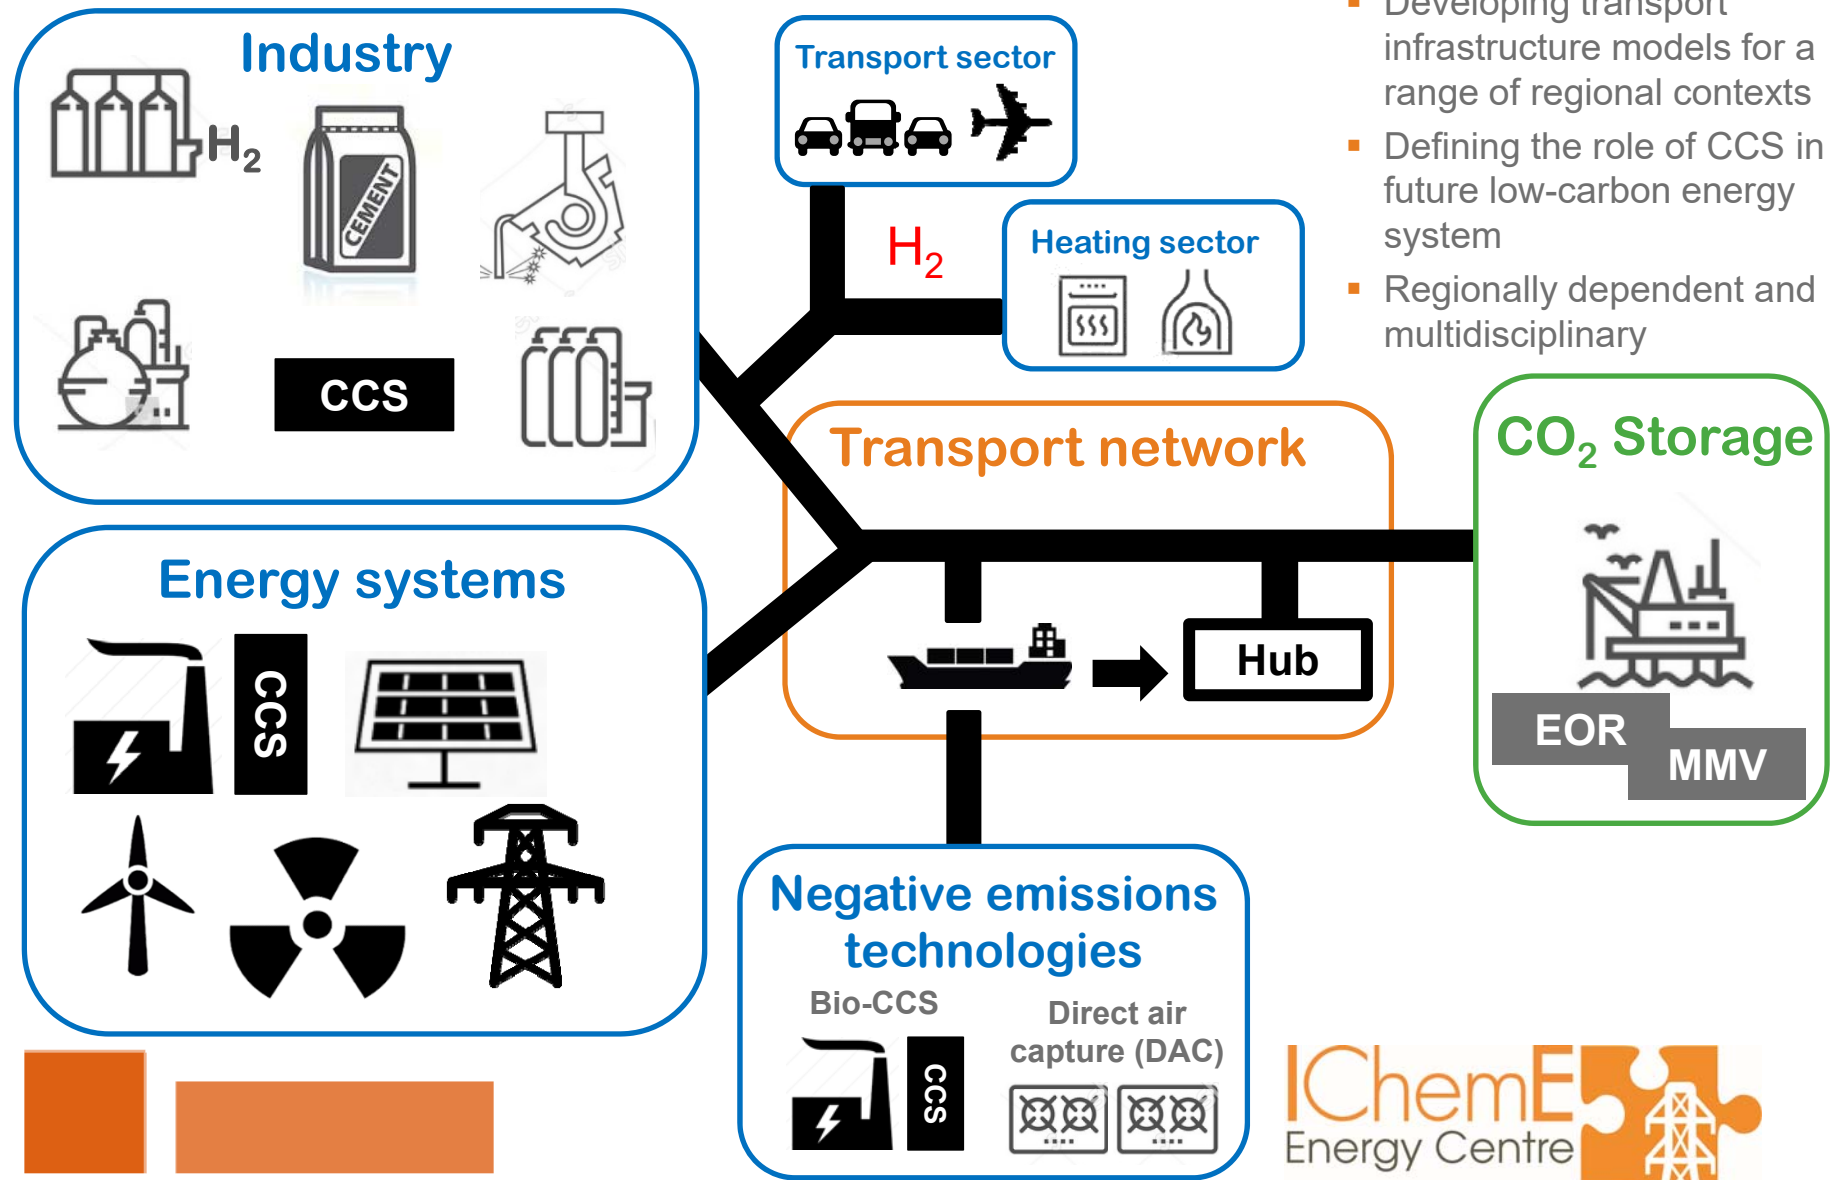 Industry
H₂
CEMENT
CCS
Transport sector
H₂
Heating sector
Developing transport
infrastructure models for a
range of regional contexts
Defining the role of CCS in
future low-carbon energy
system
Regionally dependent and
multidisciplinary
Transport network
Hub
CO₂ Storage
EOR
MMV
Energy systems
CCS
Negative emissions
technologies
Bio-CCS
CCS
Direct air
capture (DAC)
IChemE
Energy Centre